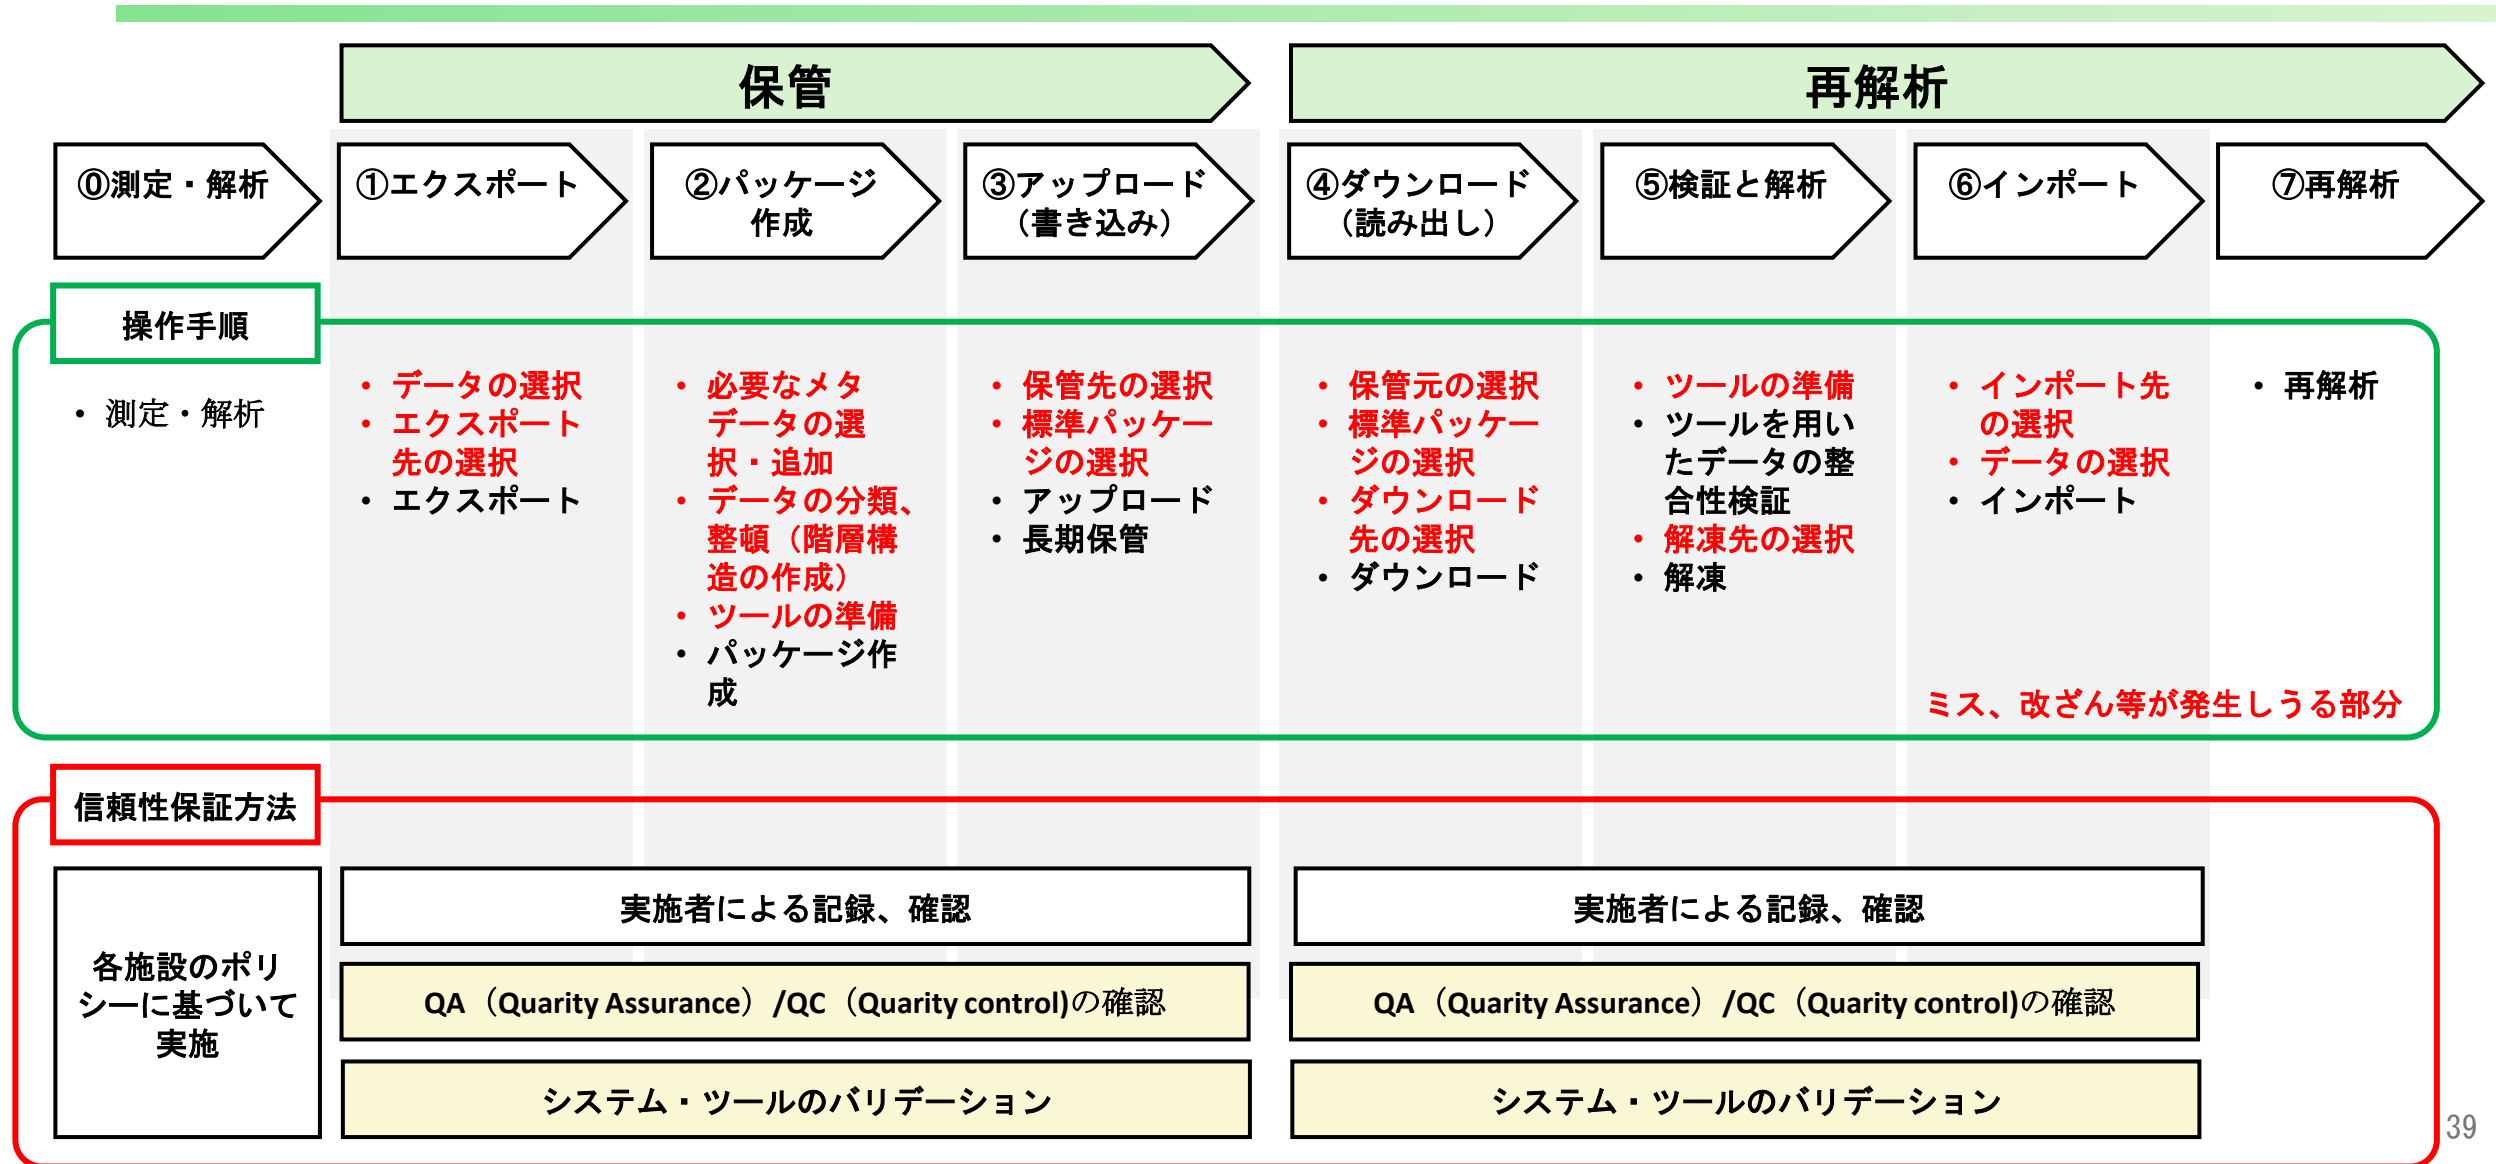 保管
再解析
⓪測定・解析
①エクスポート
②パッケージ
作成
③アップロード
（書き込み）
④ダウンロード
（読み出し）
⑤検証と解析
⑥インポート
⑦再解析
操作手順
• 測定・解析
• データの選択
• エクスポート
先の選択
• エクスポート
• 必要なメタ
データの選
択・追加
• データの分類、
整頓（階層構
造の作成）
• ツールの準備
• パッケージ作
成
• 保管先の選択
• 標準パッケー
ジの選択
• アップロード
• 長期保管
• 保管元の選択
• 標準パッケー
ジの選択
• ダウンロード
先の選択
• ダウンロード
• ツールの準備
• ツールを用い
たデータの整
合性検証
• 解凍先の選択
• 解凍
• インポート先
の選択
• データの選択
• インポート
• 再解析
ミス、改ざん等が発生しうる部分
信頼性保証方法
各施設のポリ
シーに基づいて
実施
実施者による記録、確認
QA（Quarity Assurance）/QC（Quarity control)の確認
システム・ツールのバリデーション
実施者による記録、確認
QA（Quarity Assurance）/QC（Quarity control)の確認
システム・ツールのバリデーション
39